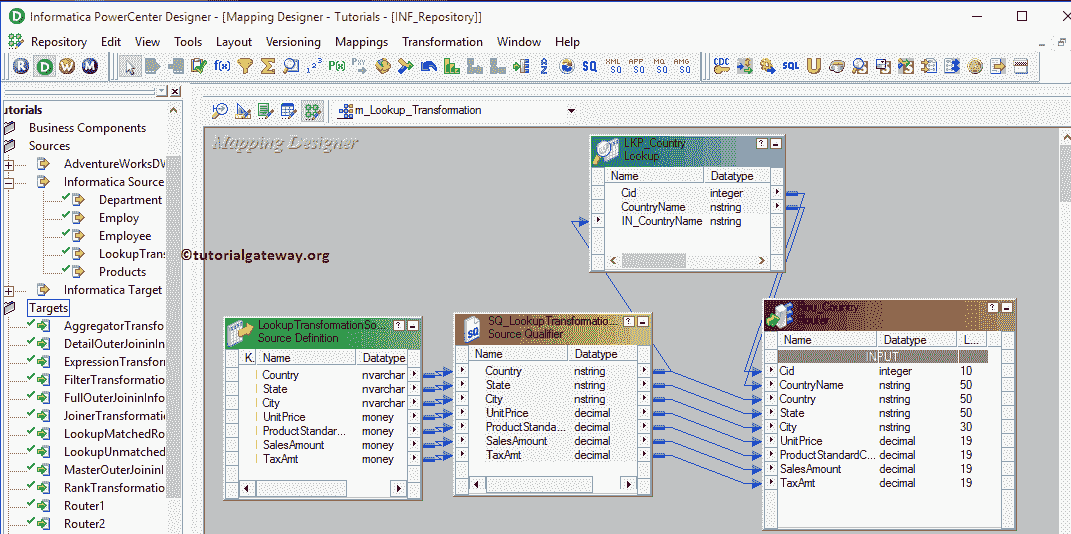 Informatica PowerCenter Designer - [Mapping Designer - Tutorials - [INF_Repository]]
Repository Edit View Tools Layout Versioning Mappings Transformation Window Help
m_Lookup_Transformation
utorials
Business Components
Sources
AdventureWorksDW
Informatica Source
Department
Employ
Employee
LookupTrans
Products
Informatica Target
Targets
AggregatorTransfo
DetailOuterJoininIn
ExpressionTransforn
FilterTransformatio
FullOuterJoininInfo
JoinerTransformati
LookupMatchedRo
LookupUnmatched
MasterOuterJoininI
RankTransformatio
Router1
Router2
Mapping Designer
©tutorialgateway.org
LKP_Country
Lookup
Name Datatype
Cid integer
CountryName nstring
IN_CountryName nstring
LookupTransformationSo...
Source Definition
K. Name Datatype
Country nvarchar
State nvarchar
City nvarchar
UnitPrice money
ProductStandar... money
SalesAmount money
TaxAmt money
SQ_LookupTransformatio...
Source Qualifier
Name Datatype
Country nstring
State nstring
City nstring
UnitPrice decimal
ProductStandar... decimal
SalesAmount decimal
TaxAmt decimal
Router
Name Datatype L...
INPUT
Cid integer 10
CountryName nstring 50
Country nstring 50
State nstring 50
City nstring 30
UnitPrice decimal 19
ProductStandardC... decimal 19
SalesAmount decimal 19
TaxAmt decimal 19